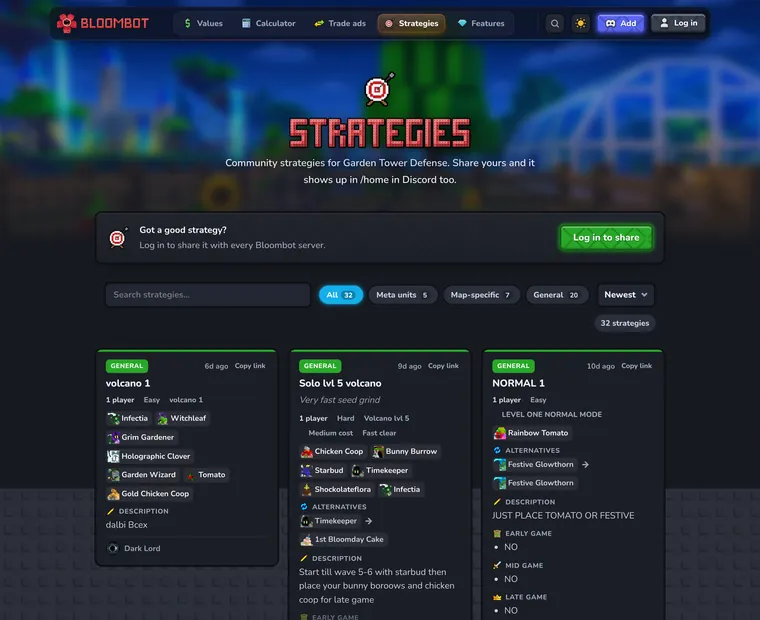 BLOOMBOT
Values
Calculator
Trade ads
Strategies
Features
Add
Log in
STRATEGIES
Community strategies for Garden Tower Defense. Share yours and it
shows up in /home in Discord too.
Got a good strategy?
Log in to share it with every Bloombot server.
Log in to share
Search strategies...
All 32
Meta units 5
Map-specific 7
General 20
Newest
32 strategies
GENERAL
6d ago
Copy link
volcano 1
1 player
Easy
volcano 1
Infectia
Witchleaf
Grim Gardener
Holographic Clover
Garden Wizard
Tomato
Gold Chicken Coop
DESCRIPTION
dalbi Bcex
Dark Lord
GENERAL
9d ago
Copy link
Solo lvl 5 volcano
Very fast seed grind
1 player
Hard
Volcano lvl 5
Medium cost
Fast clear
Chicken Coop
Bunny Burrow
Starbud
Timekeeper
Shockolateflora
Infectia
ALTERNATIVES
Timekeeper →
1st Bloomday Cake
DESCRIPTION
Start till wave 5-6 with starbud then
place your bunny boroows and chicken
coop for late game
EARLY GAME
GENERAL
10d ago
Copy link
NORMAL 1
1 player
Easy
LEVEL ONE NORMAL MODE
Rainbow Tomato
ALTERNATIVES
Festive Glowthorn →
Festive Glowthorn
DESCRIPTION
JUST PLACE TOMATO OR FESTIVE
EARLY GAME
• NO
MID GAME
• NO
LATE GAME
• NO